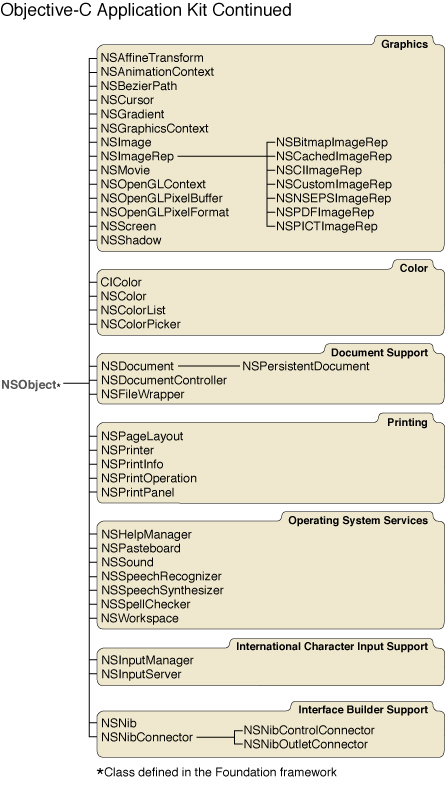 Objective-C Application Kit Continued
Graphics
NSAffineTransform
NSAnimationContext
NSBezierPath
NSCursor
NSGradient
NSGraphicsContext
NSImage NSBitmapImageRep
NSImageRep NSCachedImageRep
NSMovie NSCIImageRep
NSOpenGLContext NSCustomImageRep
NSOpenGLPixelBuffer NSNSEPSImageRep
NSOpenGLPixelFormat NSPDFImageRep
NSScreen NSPICTImageRep
NSShadow
Color
CIColor
NSColor
NSColorList
NSColorPicker
Document Support
NSDocument NSPersistentDocument
NSObject*
NSDocumentController
NSFileWrapper
Printing
NSPageLayout
NSPrinter
NSPrintInfo
NSPrintOperation
NSPrintPanel
Operating System Services
NSHelpManager
NSPasteboard
NSSound
NSSpeechRecognizer
NSSpeechSynthesizer
NSSpellChecker
NSWorkspace
International Character Input Support
NSInputManager
NSInputServer
Interface Builder Support
NSNib
NSNibConnector
NSNibControlConnector
NSNibOutletConnector
*Class defined in the Foundation framework